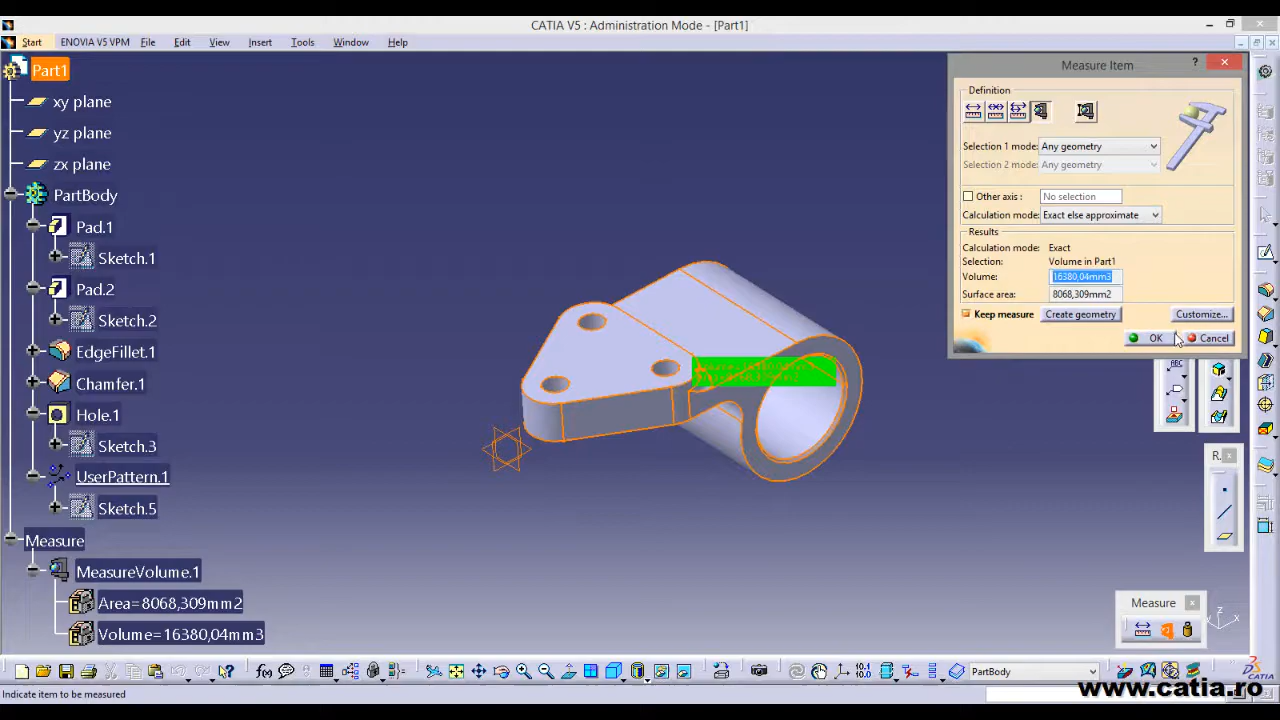 CATIA V5 : Administration Mode - [Part1]
Start ENOVIA V5 VPM File Edit View Insert Tools Window Help
Part1
xy plane
yz plane
zx plane
PartBody
Pad.1
Sketch.1
Pad.2
Sketch.2
EdgeFillet.1
Chamfer.1
Hole.1
Sketch.3
UserPattern.1
Sketch.5
Measure
MeasureVolume.1
Area=8068,309mm2
Volume=16380,04mm3
Measure Item
Definition
Selection 1 mode: Any geometry
Selection 2 mode: Any geometry
Other axis : No selection
Calculation mode: Exact else approximate
Results
Calculation mode: Exact
Selection: Volume in Part1
Volume: 16380,04mm3
Surface area: 8068,309mm2
Keep measure Create geometry Customize...
OK Cancel
ABC
R..
Measure
f(x) 10.1 PartBody
CATIA
Indicate item to be measured
www.catia.ro